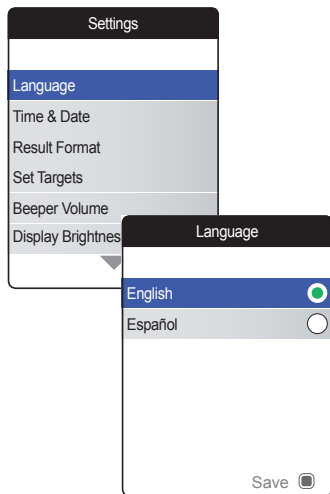 Settings
Language
Time & Date
Result Format
Set Targets
Beeper Volume
Display Brightnes
Language
English
Español
Save